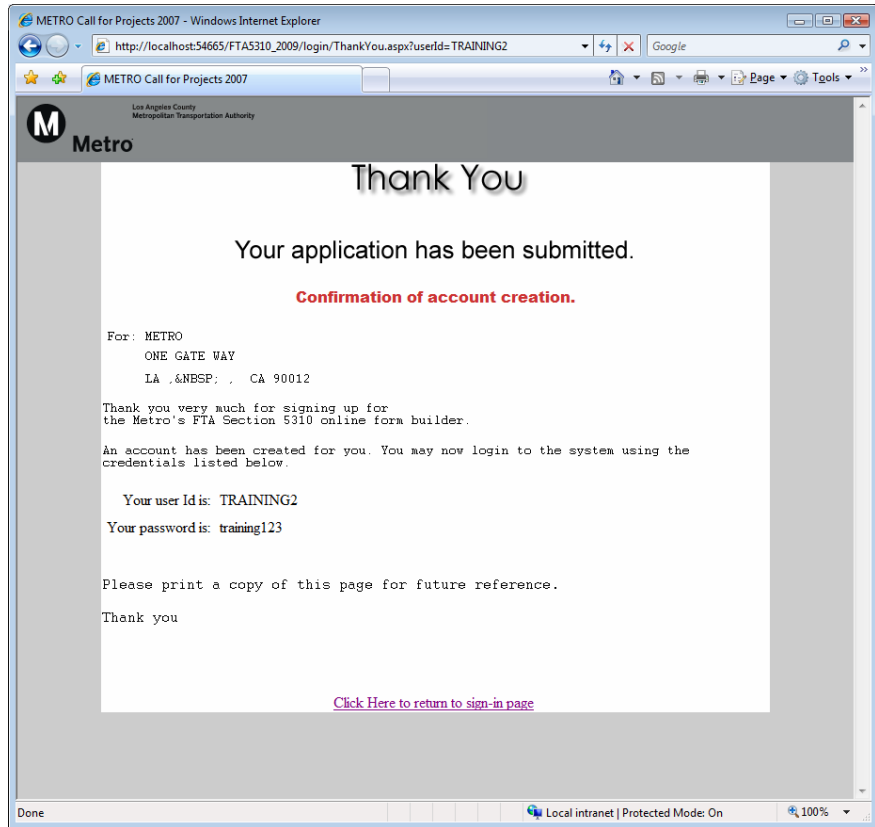 METRO Call for Projects 2007 - Windows Internet Explorer
http://localhost:54665/FTA5310_2009/login/ThankYou.aspx?userId=TRAINING2
Google
METRO Call for Projects 2007
Page
Tools
»
Los Angeles County
Metropolitan Transportation Authority
M
Metro
Thank You
Your application has been submitted.
Confirmation of account creation.
For: METRO
ONE GATE WAY
LA ,&NBSP; , CA 90012
Thank you very much for signing up for
the Metro's FTA Section 5310 online form builder.
An account has been created for you. You may now login to the system using the
credentials listed below.
Your user Id is: TRAINING2
Your password is: training123
Please print a copy of this page for future reference.
Thank you
Click Here to return to sign-in page
Done
Local intranet | Protected Mode: On
100%